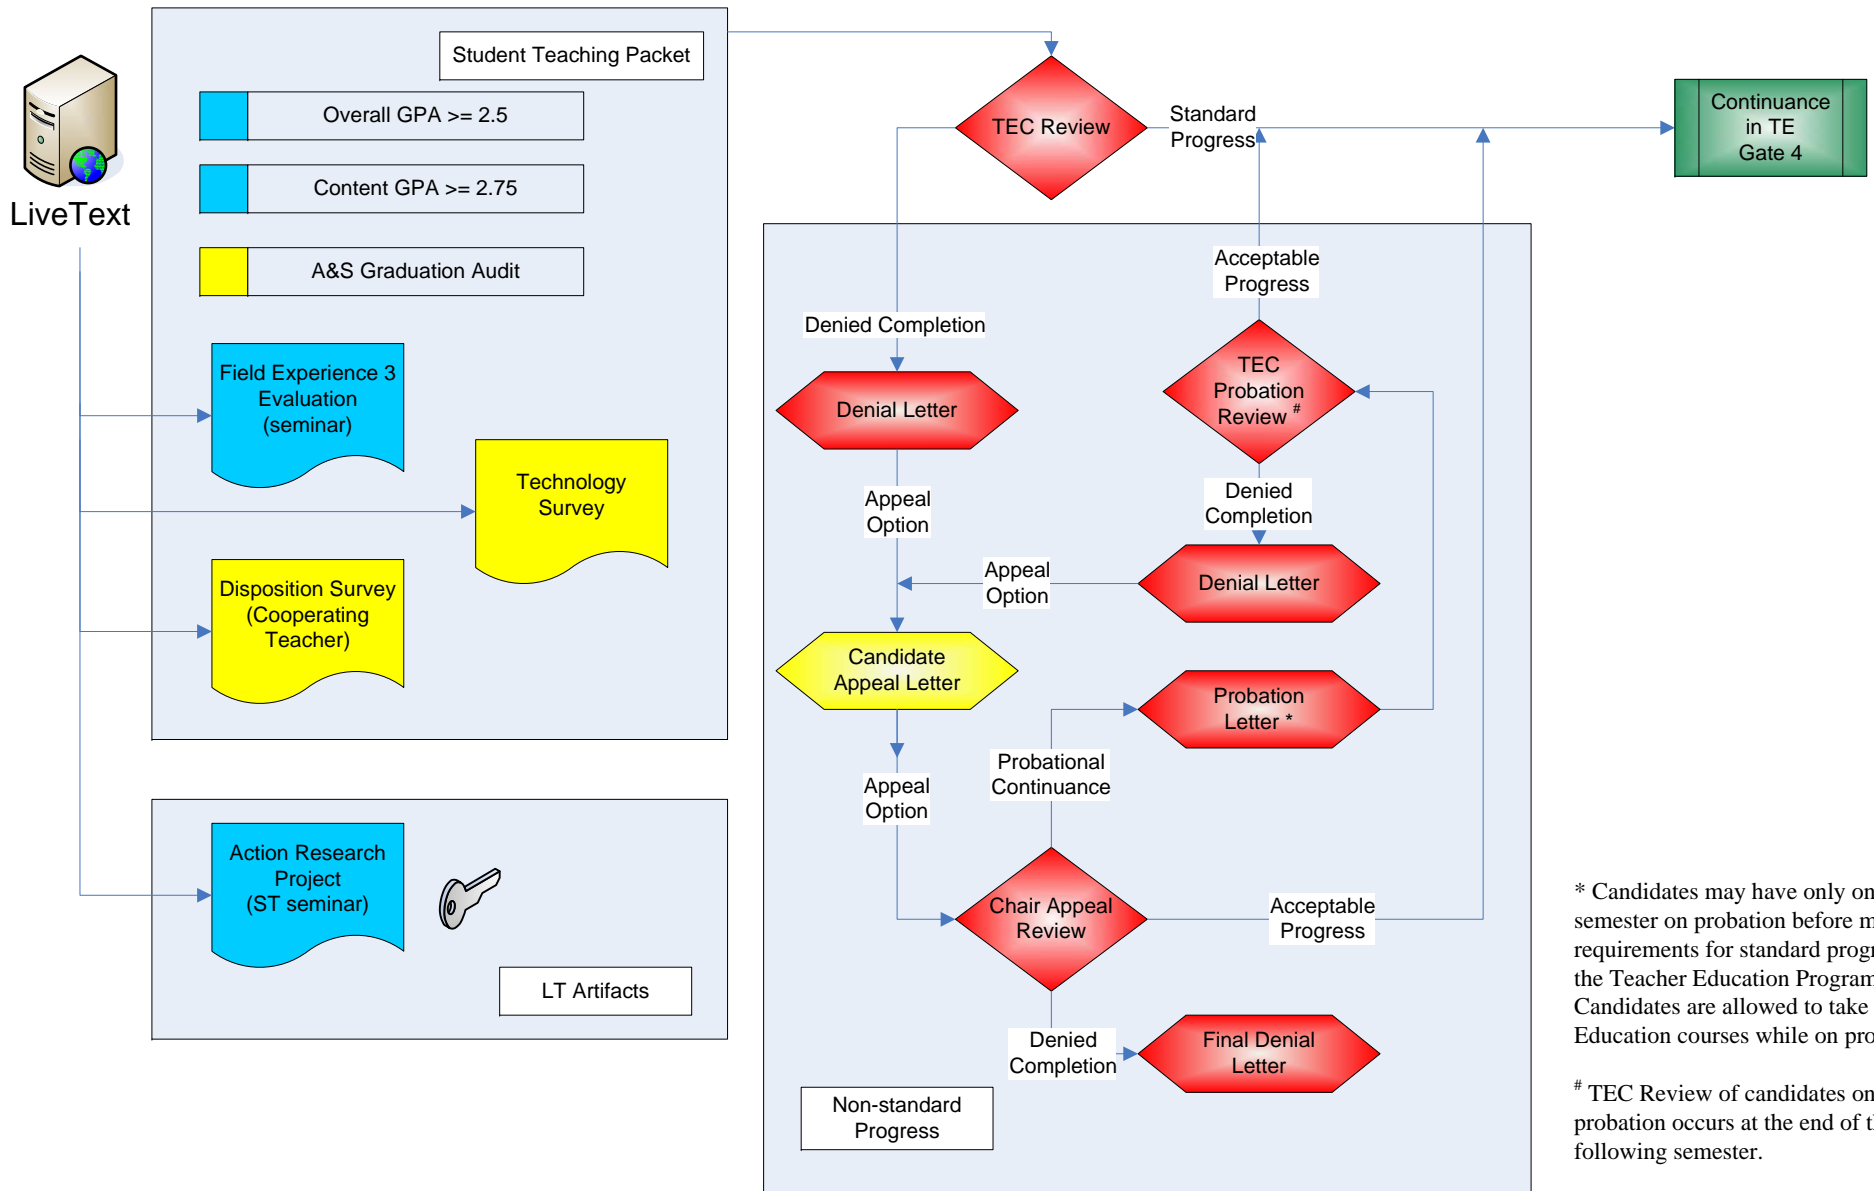 Student Teaching Packet
Overall GPA >= 2.5
Content GPA >= 2.75
A&S Graduation Audit
LiveText
Field Experience 3
Evaluation
(seminar)
Technology
Survey
Disposition Survey
(Cooperating
Teacher)
Action Research
Project
(ST seminar)
LT Artifacts
TEC Review
Standard
Progress
Continuance
in TE
Gate 4
Denied Completion
Denial Letter
Appeal
Option
Acceptable
Progress
TEC
Probation
Review #
Denied
Completion
Denial Letter
Appeal
Option
Candidate
Appeal Letter
Probation
Letter *
Probational
Continuance
Appeal
Option
Chair Appeal
Review
Acceptable
Progress
Denied
Completion
Final Denial
Letter
Non-standard
Progress
* Candidates may have only
semester on probation before
requirements for standard
the Teacher Education Program
Candidates are allowed to take
Education courses while on
# TEC Review of candidates on
probation occurs at the end of
following semester.